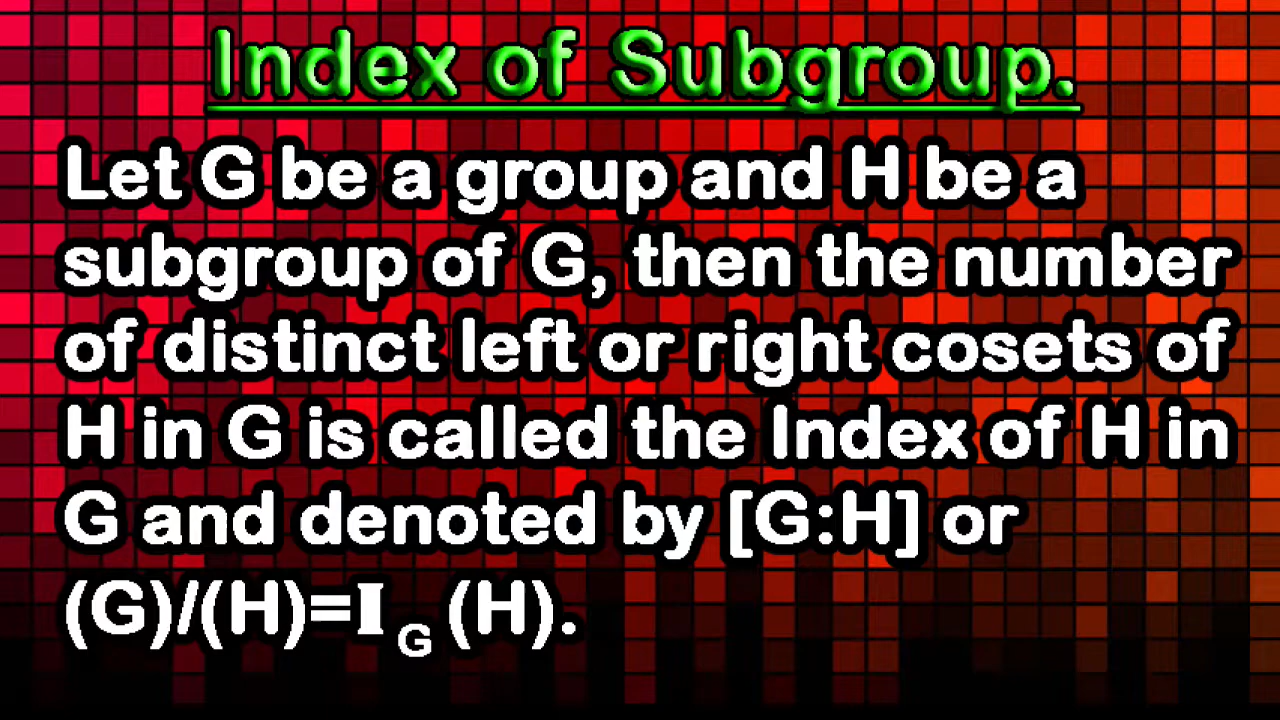 Index of Subgroup.
Let G be a group and H be a
subgroup of G, then the number
of distinct left or right cosets of
H in G is called the Index of H in
G and denoted by [G:H] or
(G)/(H)=I G (H).